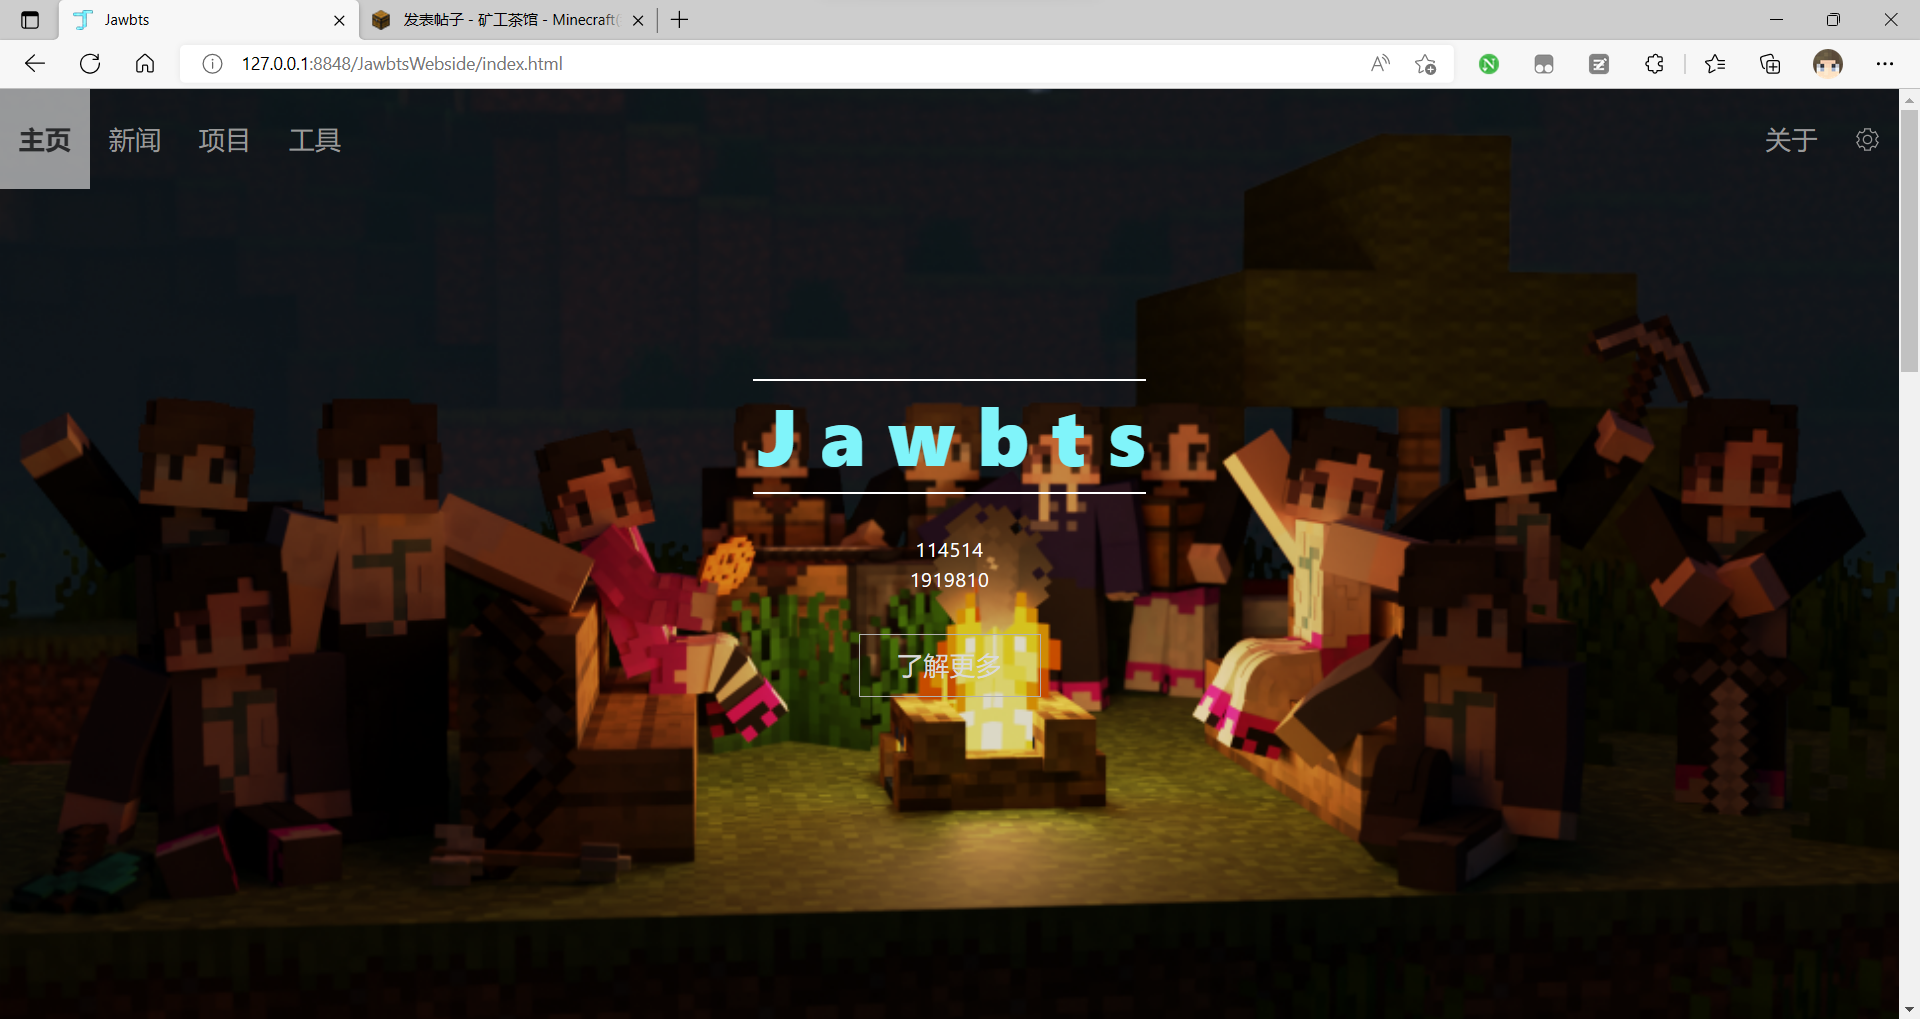 Jawbts
发表帖子 - 矿工茶馆 - Minecraft(
127.0.0.1:8848/JawbtsWebside/index.html
主页 新闻 项目 工具 关于
Jawbts
114514
1919810
了解更多